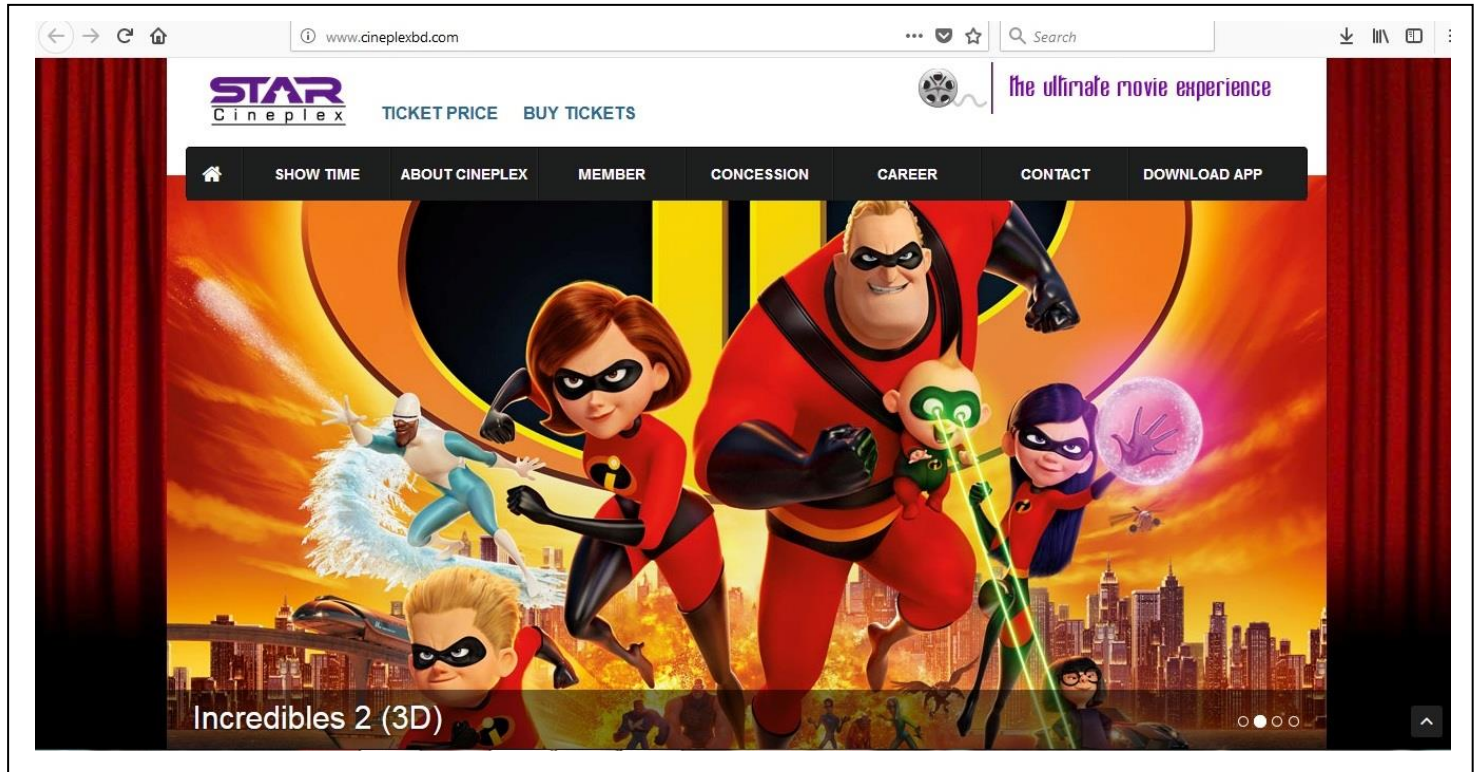 www.cineplexbd.com
Search
STAR
Cineplex
TICKET PRICE BUY TICKETS
the ultimate movie experience
SHOW TIME ABOUT CINEPLEX MEMBER CONCESSION CAREER CONTACT DOWNLOAD APP
Incredibles 2 (3D)